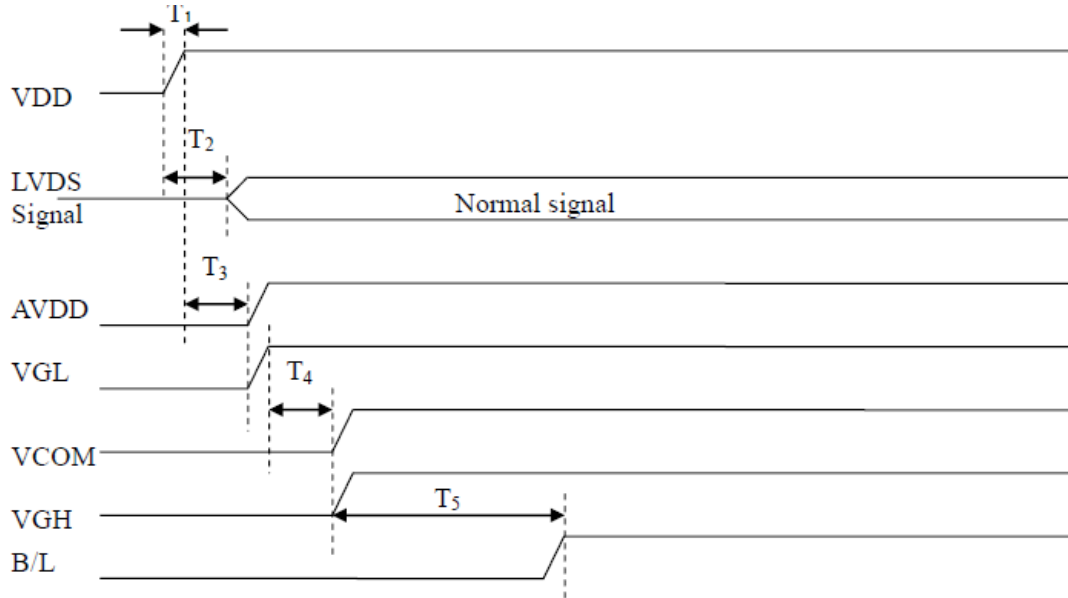 T₁
VDD
T₂
LVDS
Signal
Normal signal
T₃
AVDD
VGL
T₄
VCOM
T₅
VGH
B/L